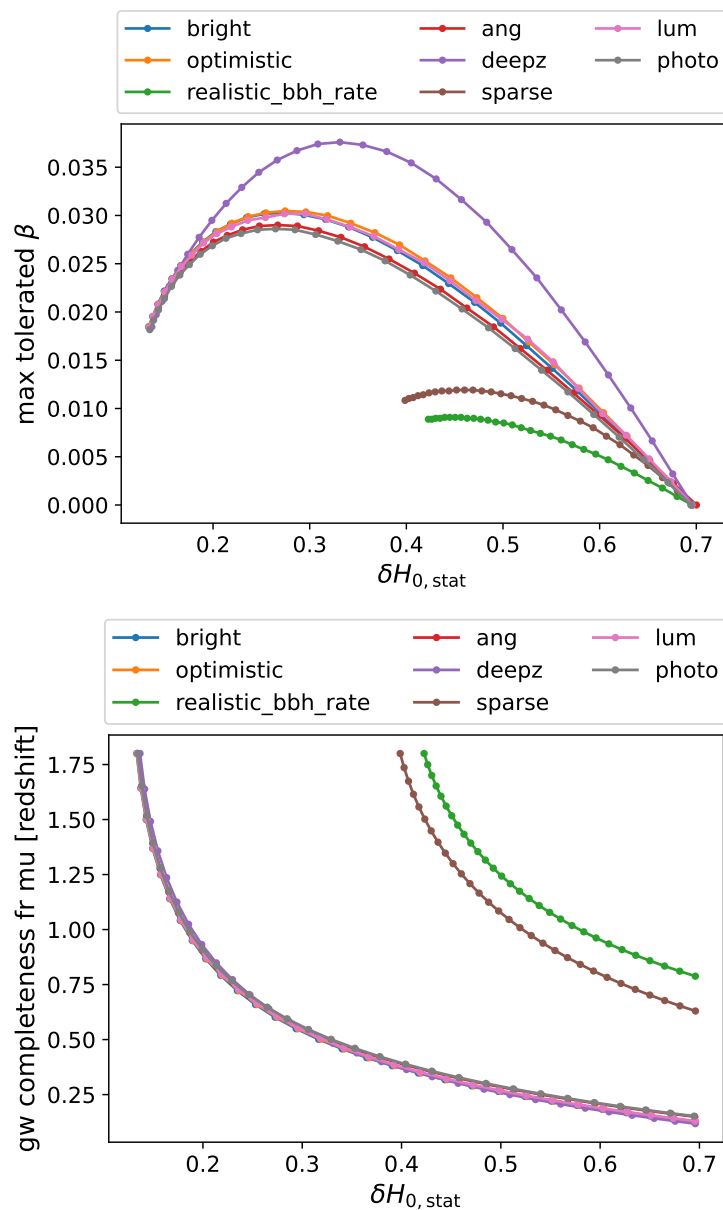 bright ang lum
optimistic deepz photo
realistic_bbh_rate sparse
0.035
0.030
0.025
0.020
0.015
0.010
0.005
0.000
max tolerated β
0.2 0.3 0.4 0.5 0.6 0.7
δH0, stat
bright ang lum
optimistic deepz photo
realistic_bbh_rate sparse
1.75
1.50
1.25
1.00
0.75
0.50
0.25
gw completeness fr mu [redshift]
0.2 0.3 0.4 0.5 0.6 0.7
δH0, stat